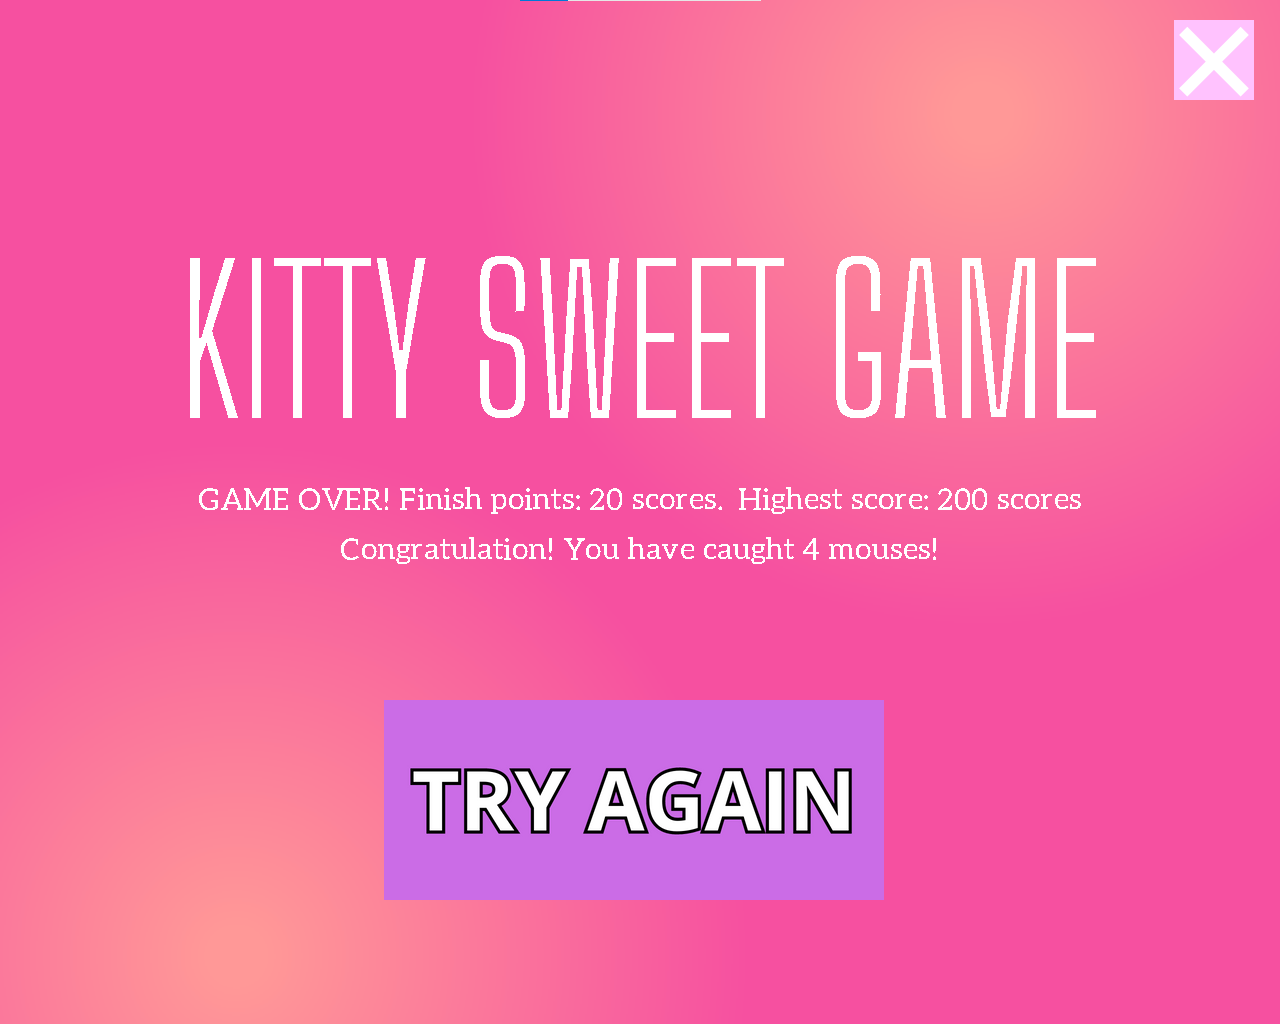 KITTY SWEET GAME
GAME OVER! Finish points: 20 scores.  Highest score: 200 scores
Congratulation! You have caught 4 mouses!
TRY AGAIN